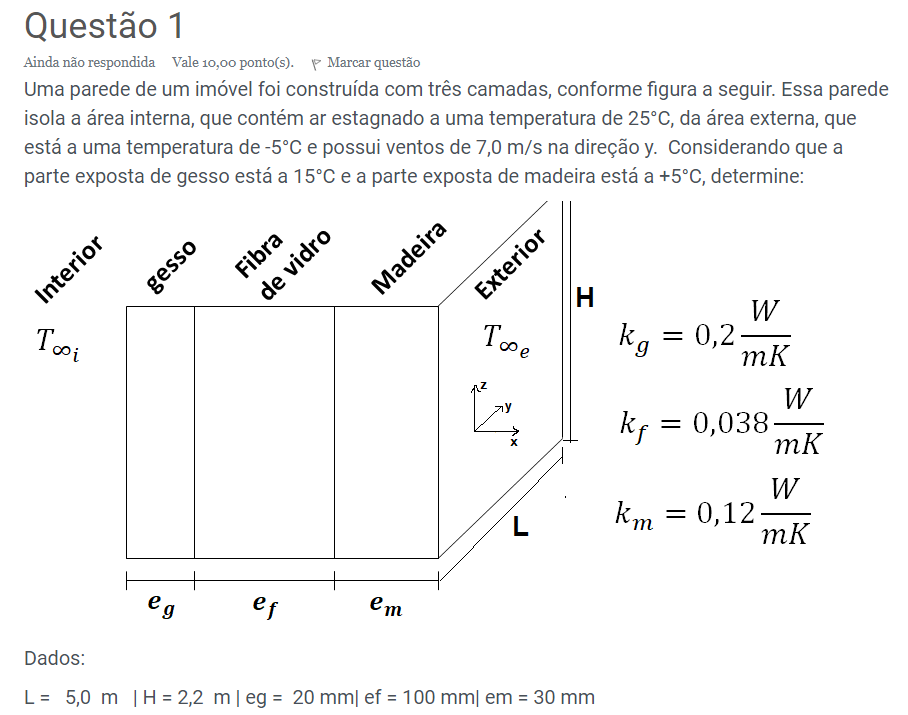 Questão 1
Ainda não respondida Vale 10,00 ponto(s). Marcar questão
Uma parede de um imóvel foi construída com três camadas, conforme figura a seguir. Essa parede
isola a área interna, que contém ar estagnado a uma temperatura de 25°C, da área externa, que
está a uma temperatura de -5°C e possui ventos de 7,0 m/s na direção y. Considerando que a
parte exposta de gesso está a 15°C e a parte exposta de madeira está a +5°C, determine:
Interior
gesso
Fibra
de vidro
Madeira
Exterior
H
T∞i
T∞e
z
y
x
L
kg = 0,2 W/mK
kf = 0,038 W/mK
km = 0,12 W/mK
eg
ef
em
Dados:
L = 5,0 m | H = 2,2 m | eg = 20 mm| ef = 100 mm| em = 30 mm